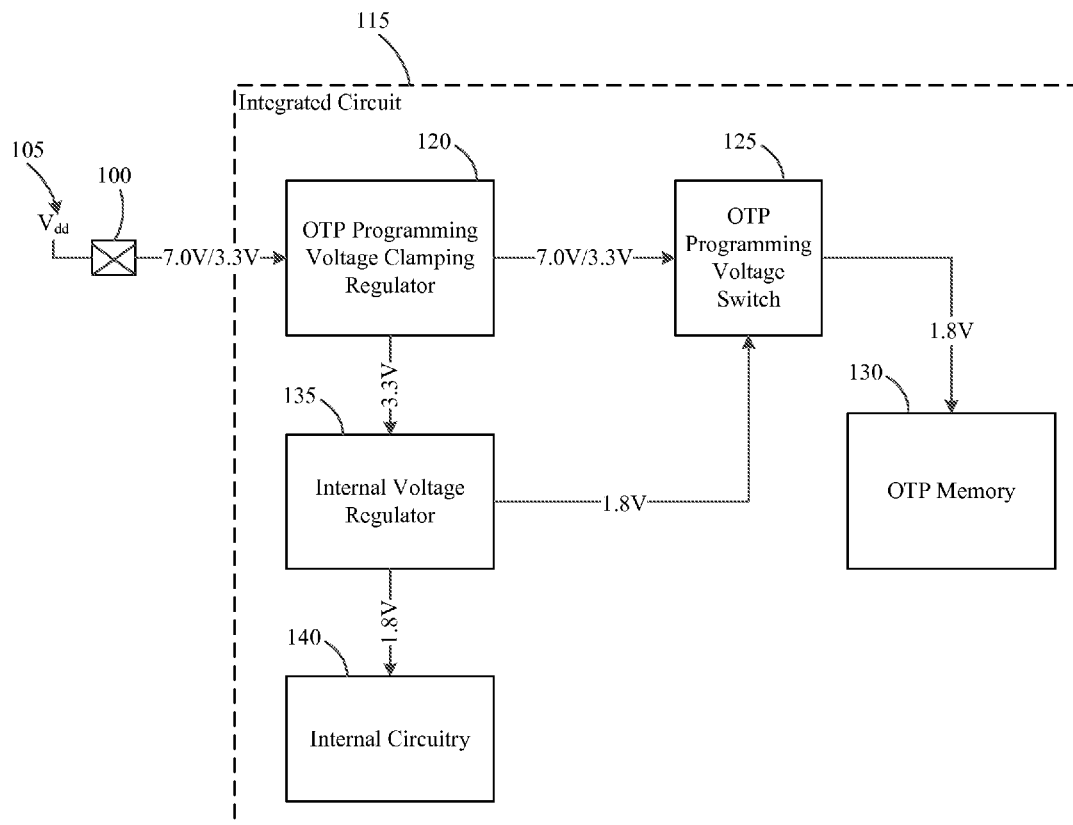 115
Integrated Circuit
105
100
120
125
V_dd
7.0V/3.3V
OTP Programming
Voltage Clamping
Regulator
7.0V/3.3V
OTP
Programming
Voltage
Switch
3.3V
1.8V
130
135
Internal Voltage
Regulator
1.8V
OTP Memory
1.8V
140
Internal Circuitry